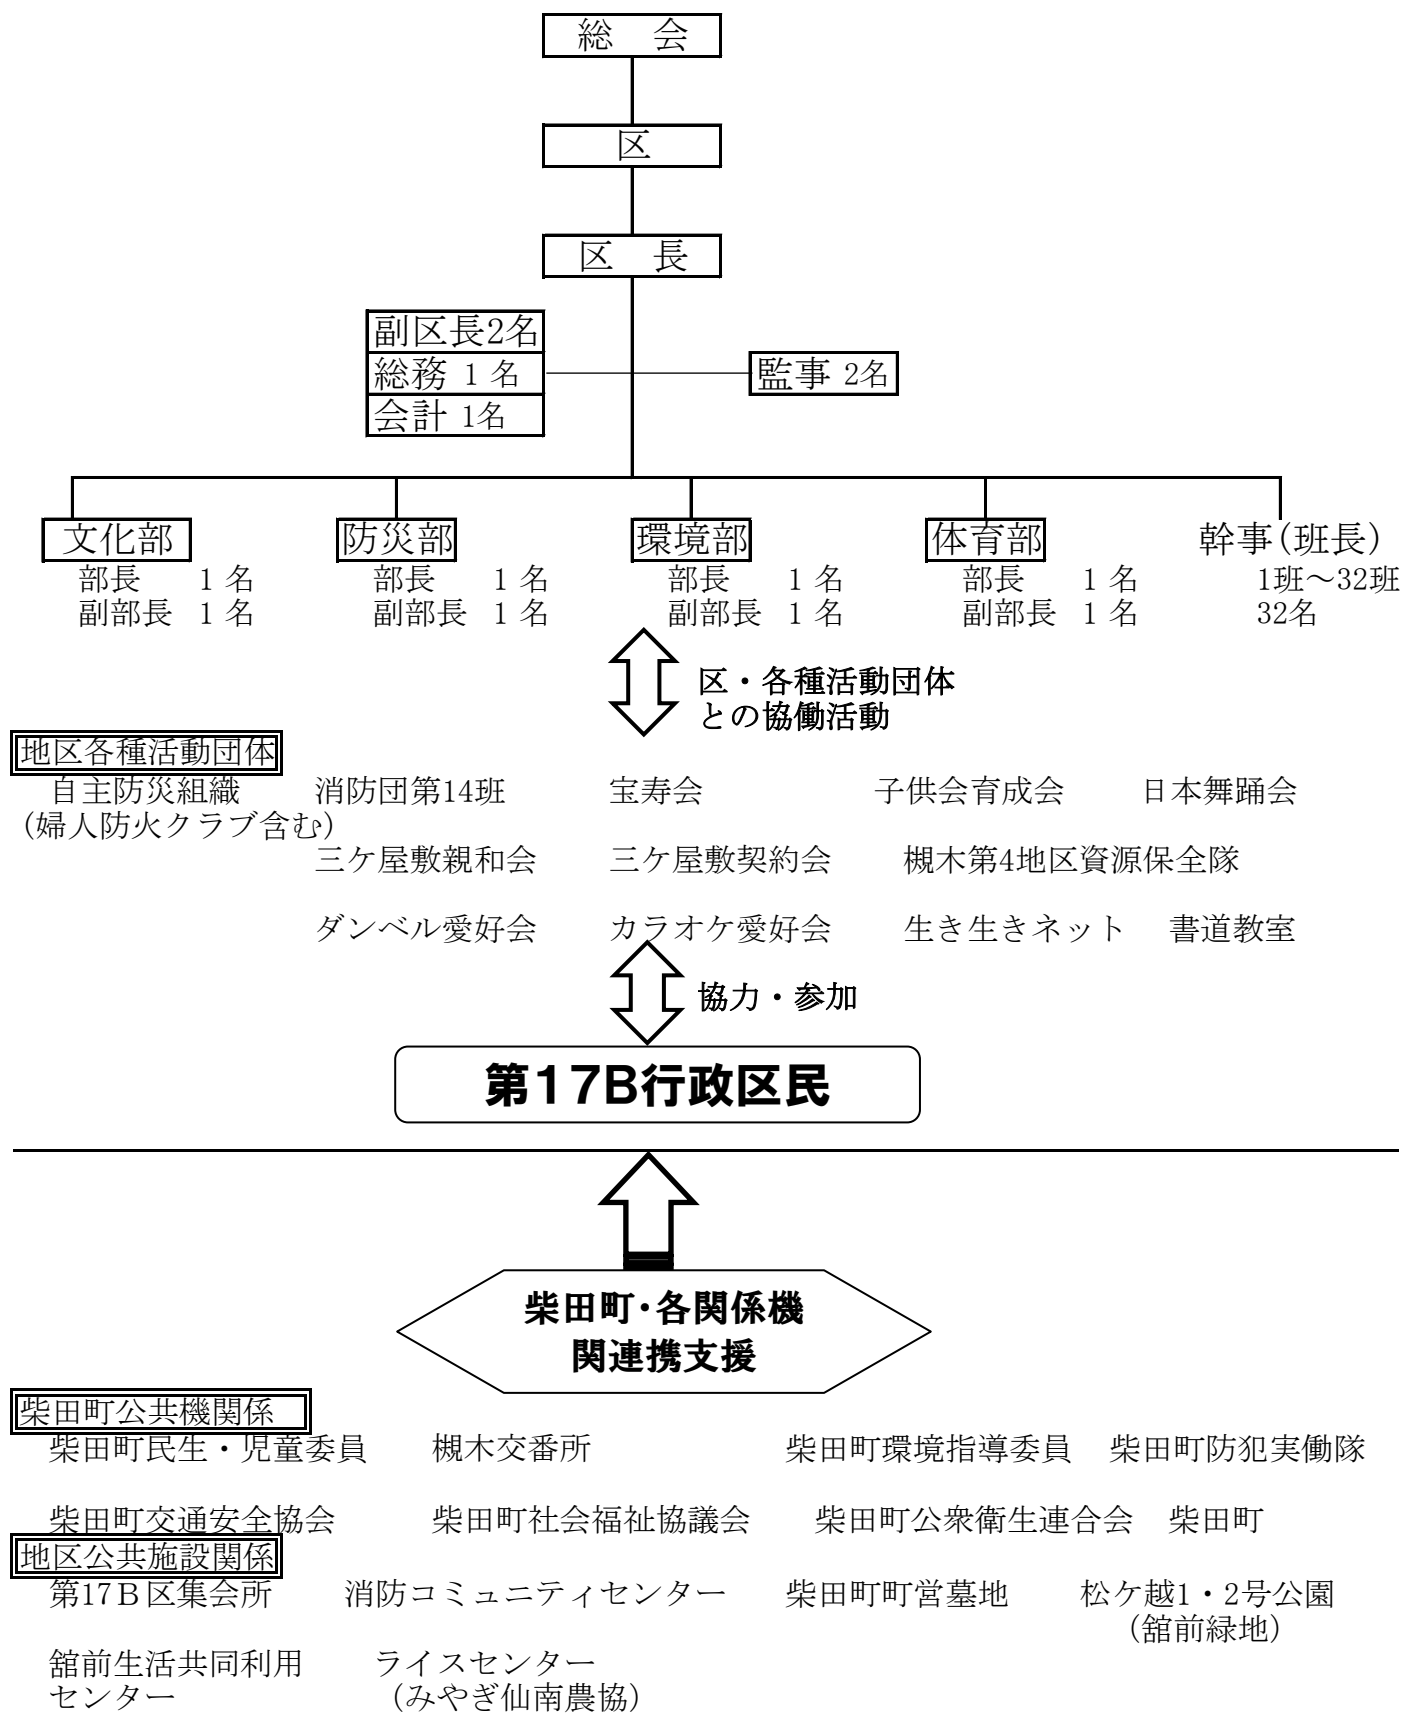 総　会
区
区　長
副区長2名
総務 1 名
会計 1名
監事 2名
文化部 防災部 環境部 体育部 幹事(班長)
部長 1 名 部長 1 名 部長 1 名 部長 1 名 1班～32班
副部長 1 名 副部長 1 名 副部長 1 名 副部長 1 名 32名
区・各種活動団体
との協働活動
地区各種活動団体
自主防災組織 消防団第14班 宝寿会 子供会育成会 日本舞踊会
(婦人防火クラブ含む)
三ケ屋敷親和会 三ケ屋敷契約会 槻木第4地区資源保全隊
ダンベル愛好会 カラオケ愛好会 生き生きネット 書道教室
協力・参加
第17B行政区民
柴田町・各関係機
関連携支援
柴田町公共機関係
柴田町民生・児童委員 槻木交番所 柴田町環境指導委員 柴田町防犯実働隊
柴田町交通安全協会 柴田町社会福祉協議会 柴田町公衆衛生連合会 柴田町
地区公共施設関係
第17Ｂ区集会所 消防コミュニティセンター 柴田町町営墓地 松ケ越1・2号公園
(舘前緑地)
舘前生活共同利用 ライスセンター
センター (みやぎ仙南農協)